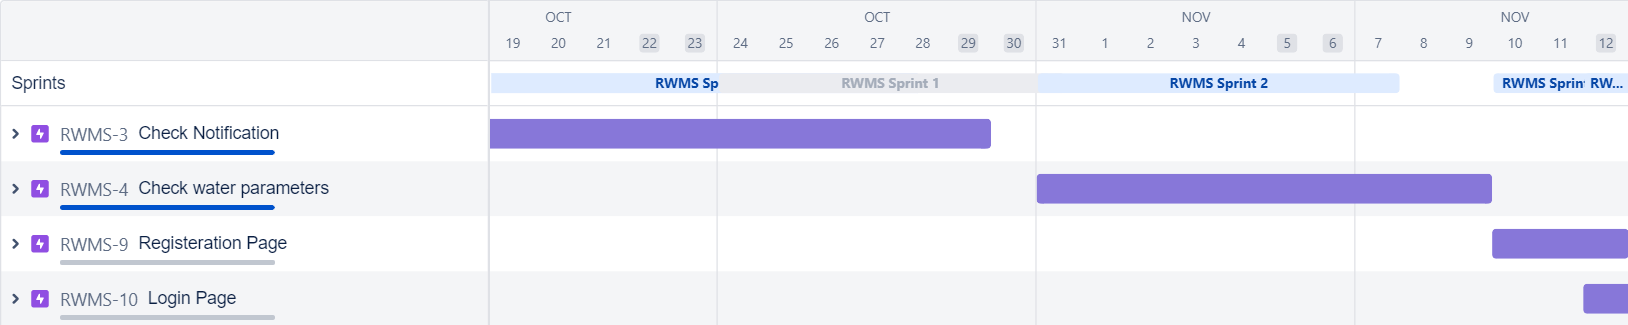 OCT OCT NOV NOV
19 20 21 22 23 24 25 26 27 28 29 30 31 1 2 3 4 5 6 7 8 9 10 11 12
Sprints RWMS Sp RWMS Sprint 1 RWMS Sprint 2 RWMS Sprin RW...
RWMS-3 Check Notification
RWMS-4 Check water parameters
RWMS-9 Registeration Page
RWMS-10 Login Page